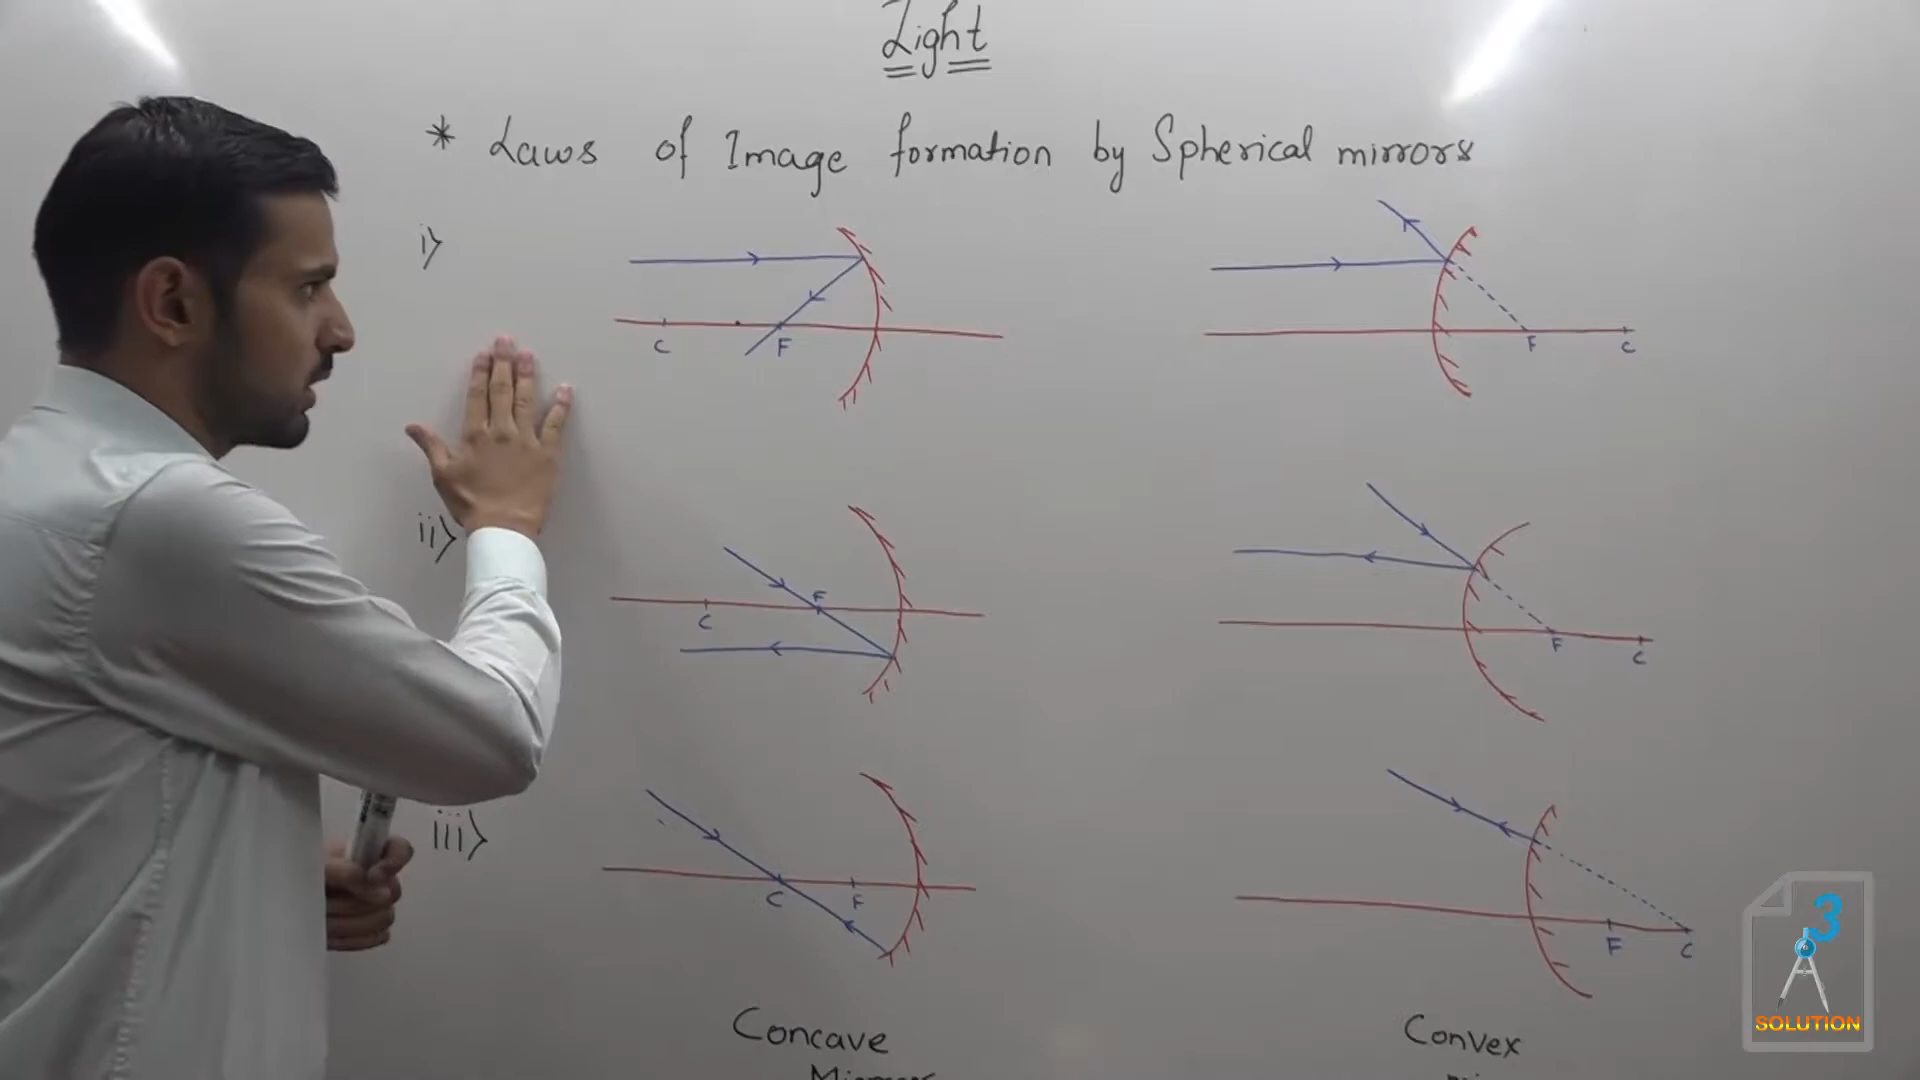 Light
* Laws of Image formation by Spherical mirrors
i)
C F
F C
ii)
C F
F C
iii)
C F
F C
Concave
Mirror
Convex
3
SOLUTION